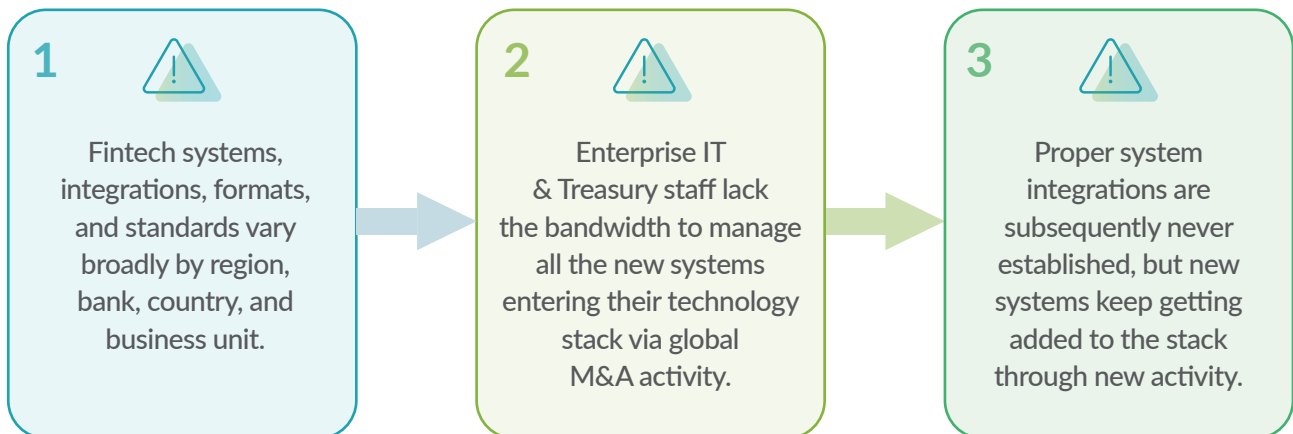 1
Fintech systems,
integrations, formats,
and standards vary
broadly by region,
bank, country, and
business unit.
2
Enterprise IT
& Treasury staff lack
the bandwidth to manage
all the new systems
entering their technology
stack via global
M&A activity.
3
Proper system
integrations are
subsequently never
established, but new
systems keep getting
added to the stack
through new activity.